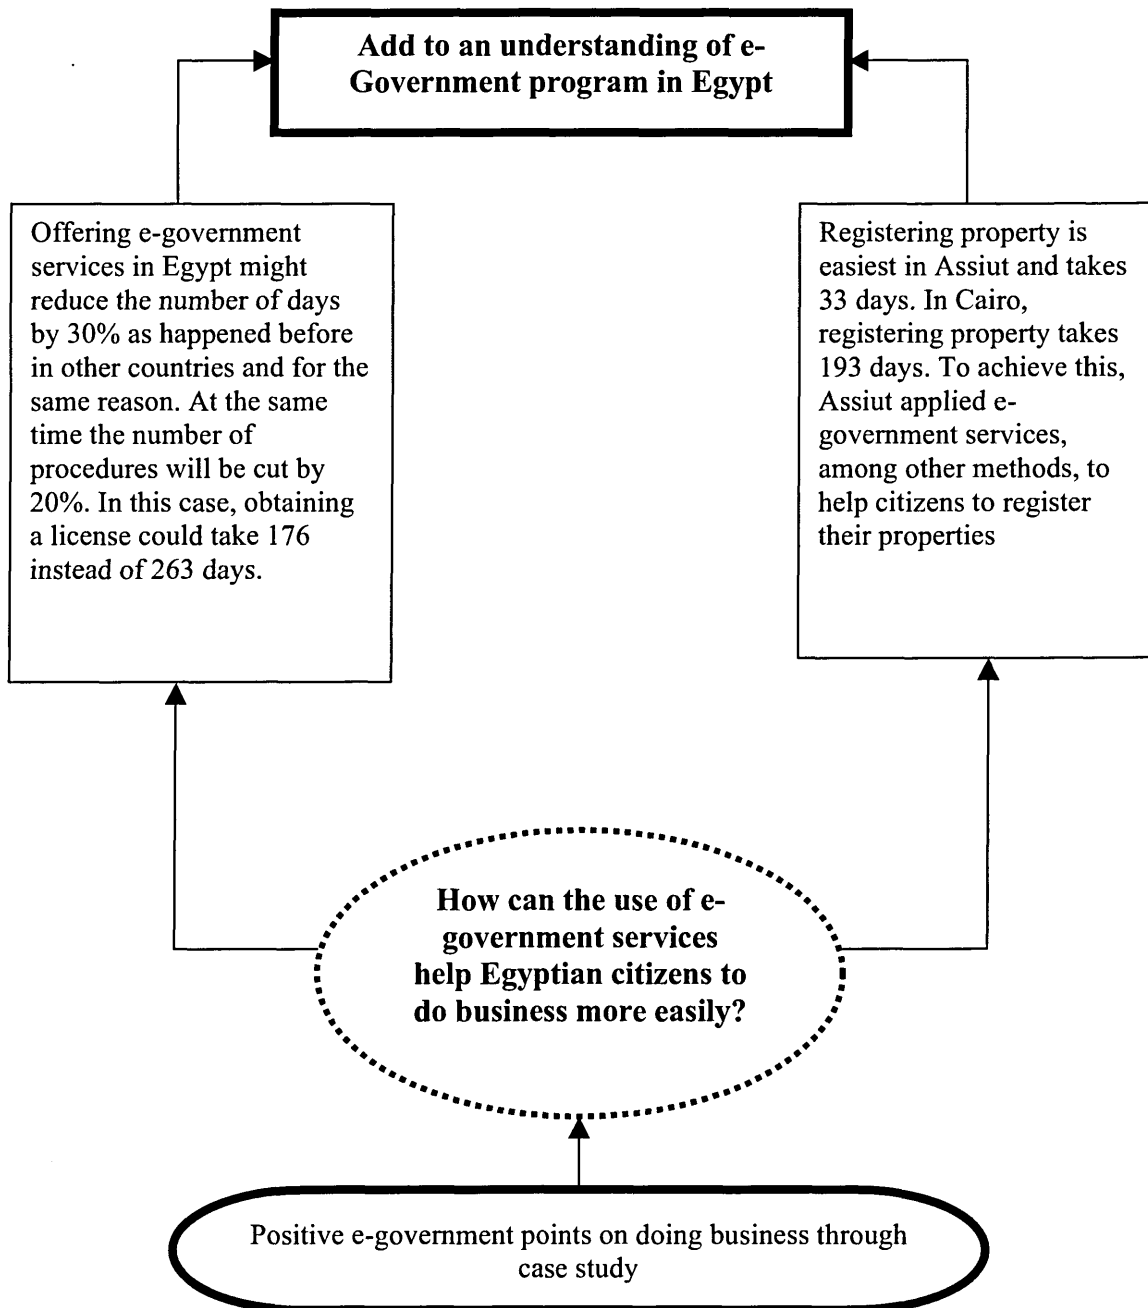 Add to an understanding of e-
Government program in Egypt
Offering e-government
services in Egypt might
reduce the number of days
by 30% as happened before
in other countries and for the
same reason. At the same
time the number of
procedures will be cut by
20%. In this case, obtaining
a license could take 176
instead of 263 days.
Registering property is
easiest in Assiut and takes
33 days. In Cairo,
registering property takes
193 days. To achieve this,
Assiut applied e-
government services,
among other methods, to
help citizens to register
their properties
How can the use of e-
government services
help Egyptian citizens to
do business more easily?
Positive e-government points on doing business through
case study